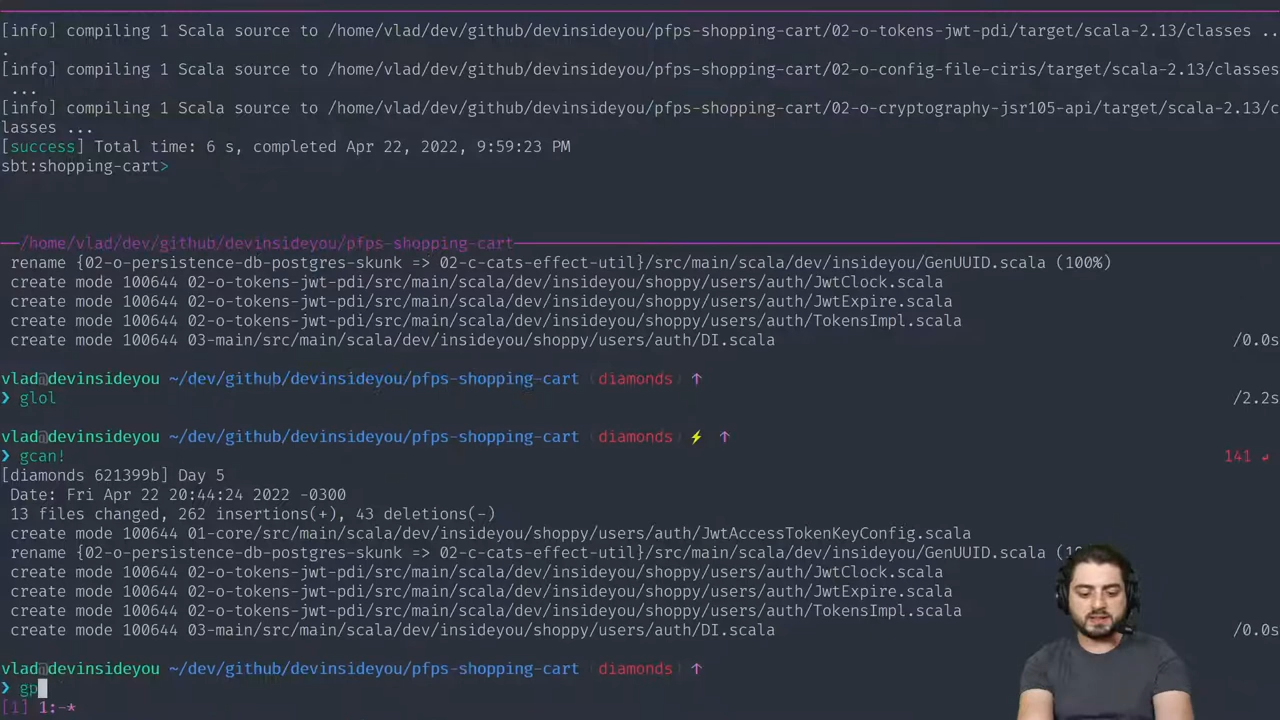 [info] compiling 1 Scala source to /home/vlad/dev/github/devinsideyou/pfps-shopping-cart/02-o-tokens-jwt-pdi/target/scala-2.13/classes ..
.
[info] compiling 1 Scala source to /home/vlad/dev/github/devinsideyou/pfps-shopping-cart/02-o-config-file-ciris/target/scala-2.13/classes
...
[info] compiling 1 Scala source to /home/vlad/dev/github/devinsideyou/pfps-shopping-cart/02-o-cryptography-jsr105-api/target/scala-2.13/c
lasses ...
[success] Total time: 6 s, completed Apr 22, 2022, 9:59:23 PM
sbt:shopping-cart>
/home/vlad/dev/github/devinsideyou/pfps-shopping-cart
rename {02-o-persistence-db-postgres-skunk => 02-c-cats-effect-util}/src/main/scala/dev/insideyou/GenUUID.scala (100%)
create mode 100644 02-o-tokens-jwt-pdi/src/main/scala/dev/insideyou/shoppy/users/auth/JwtClock.scala
create mode 100644 02-o-tokens-jwt-pdi/src/main/scala/dev/insideyou/shoppy/users/auth/JwtExpire.scala
create mode 100644 02-o-tokens-jwt-pdi/src/main/scala/dev/insideyou/shoppy/users/auth/TokensImpl.scala
create mode 100644 03-main/src/main/scala/dev/insideyou/shoppy/users/auth/DI.scala /0.0s
vlad@devinsideyou ~/dev/github/devinsideyou/pfps-shopping-cart (diamonds) ↑
❯ glol /2.2s
vlad@devinsideyou ~/dev/github/devinsideyou/pfps-shopping-cart (diamonds) ⚡ ↑
❯ gcan! 141 ↵
[diamonds 621399b] Day 5
Date: Fri Apr 22 20:44:24 2022 -0300
13 files changed, 262 insertions(+), 43 deletions(-)
create mode 100644 01-core/src/main/scala/dev/insideyou/shoppy/users/auth/JwtAccessTokenKeyConfig.scala
rename {02-o-persistence-db-postgres-skunk => 02-c-cats-effect-util}/src/main/scala/dev/insideyou/GenUUID.scala (10
create mode 100644 02-o-tokens-jwt-pdi/src/main/scala/dev/insideyou/shoppy/users/auth/JwtClock.scala
create mode 100644 02-o-tokens-jwt-pdi/src/main/scala/dev/insideyou/shoppy/users/auth/JwtExpire.scala
create mode 100644 02-o-tokens-jwt-pdi/src/main/scala/dev/insideyou/shoppy/users/auth/TokensImpl.scala
create mode 100644 03-main/src/main/scala/dev/insideyou/shoppy/users/auth/DI.scala /0.0s
vlad@devinsideyou ~/dev/github/devinsideyou/pfps-shopping-cart (diamonds) ↑
❯ gp
[1] 1:-*